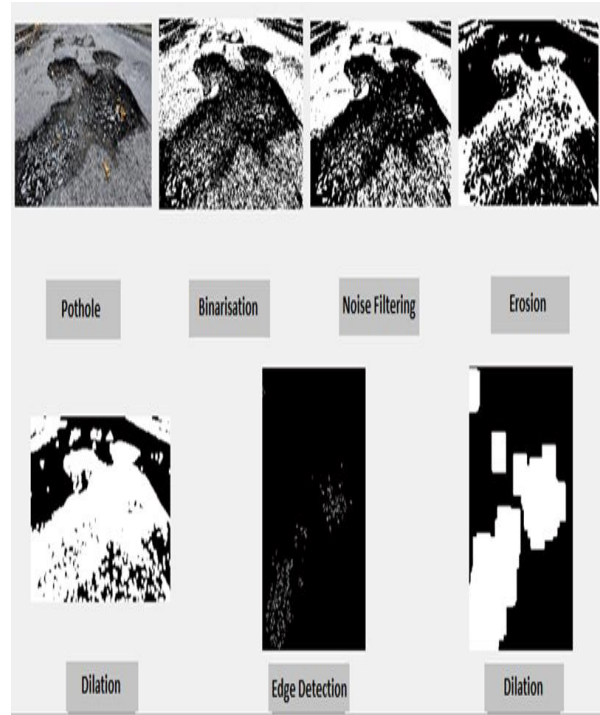 Pothole
Binarisation
Noise Filtering
Erosion
Dilation
Edge Detection
Dilation